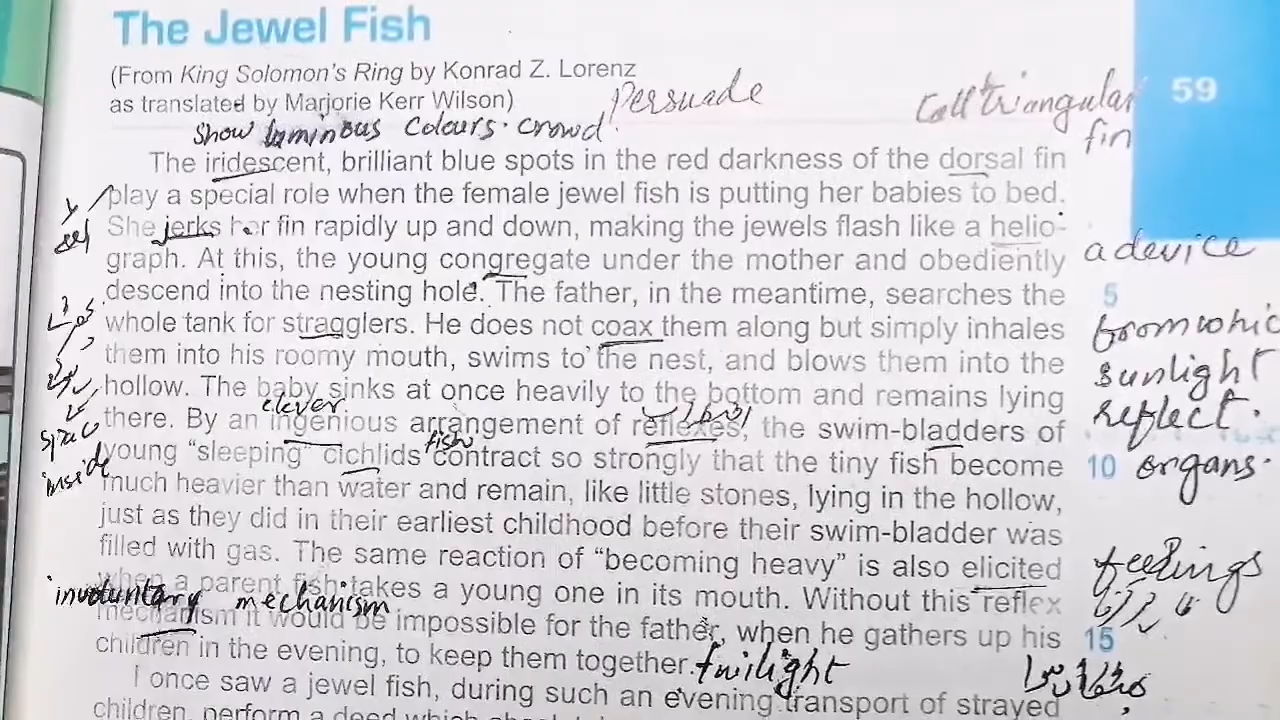 The Jewel Fish
(From King Solomon's Ring by Konrad Z. Lorenz
as translated by Marjorie Kerr Wilson)
Persuade
Call triangular
fin
59
Show luminous colours. crowd.
The iridescent, brilliant blue spots in the red darkness of the dorsal fin
play a special role when the female jewel fish is putting her babies to bed.
She jerks her fin rapidly up and down, making the jewels flash like a helio-
a device
graph. At this, the young congregate under the mother and obediently
descend into the nesting hole. The father, in the meantime, searches the
5
whole tank for stragglers. He does not coax them along but simply inhales
them into his roomy mouth, swims to the nest, and blows them into the
sunlight
hollow. The baby sinks at once heavily to the bottom and remains lying
reflect.
clever
there. By an ingenious arrangement of reflexes, the swim-bladders of
fish
young “sleeping” cichlids contract so strongly that the tiny fish become
10
organs.
inside
much heavier than water and remain, like little stones, lying in the hollow,
just as they did in their earliest childhood before their swim-bladder was
filled with gas. The same reaction of “becoming heavy” is also elicited
feelings
when a parent fish takes a young one in its mouth. Without this reflex
involuntary mechanism
mechanism it would be impossible for the father, when he gathers up his
15
children in the evening, to keep them together.
twilight
I once saw a jewel fish, during such an evening transport of strayed
children, perform a deed which